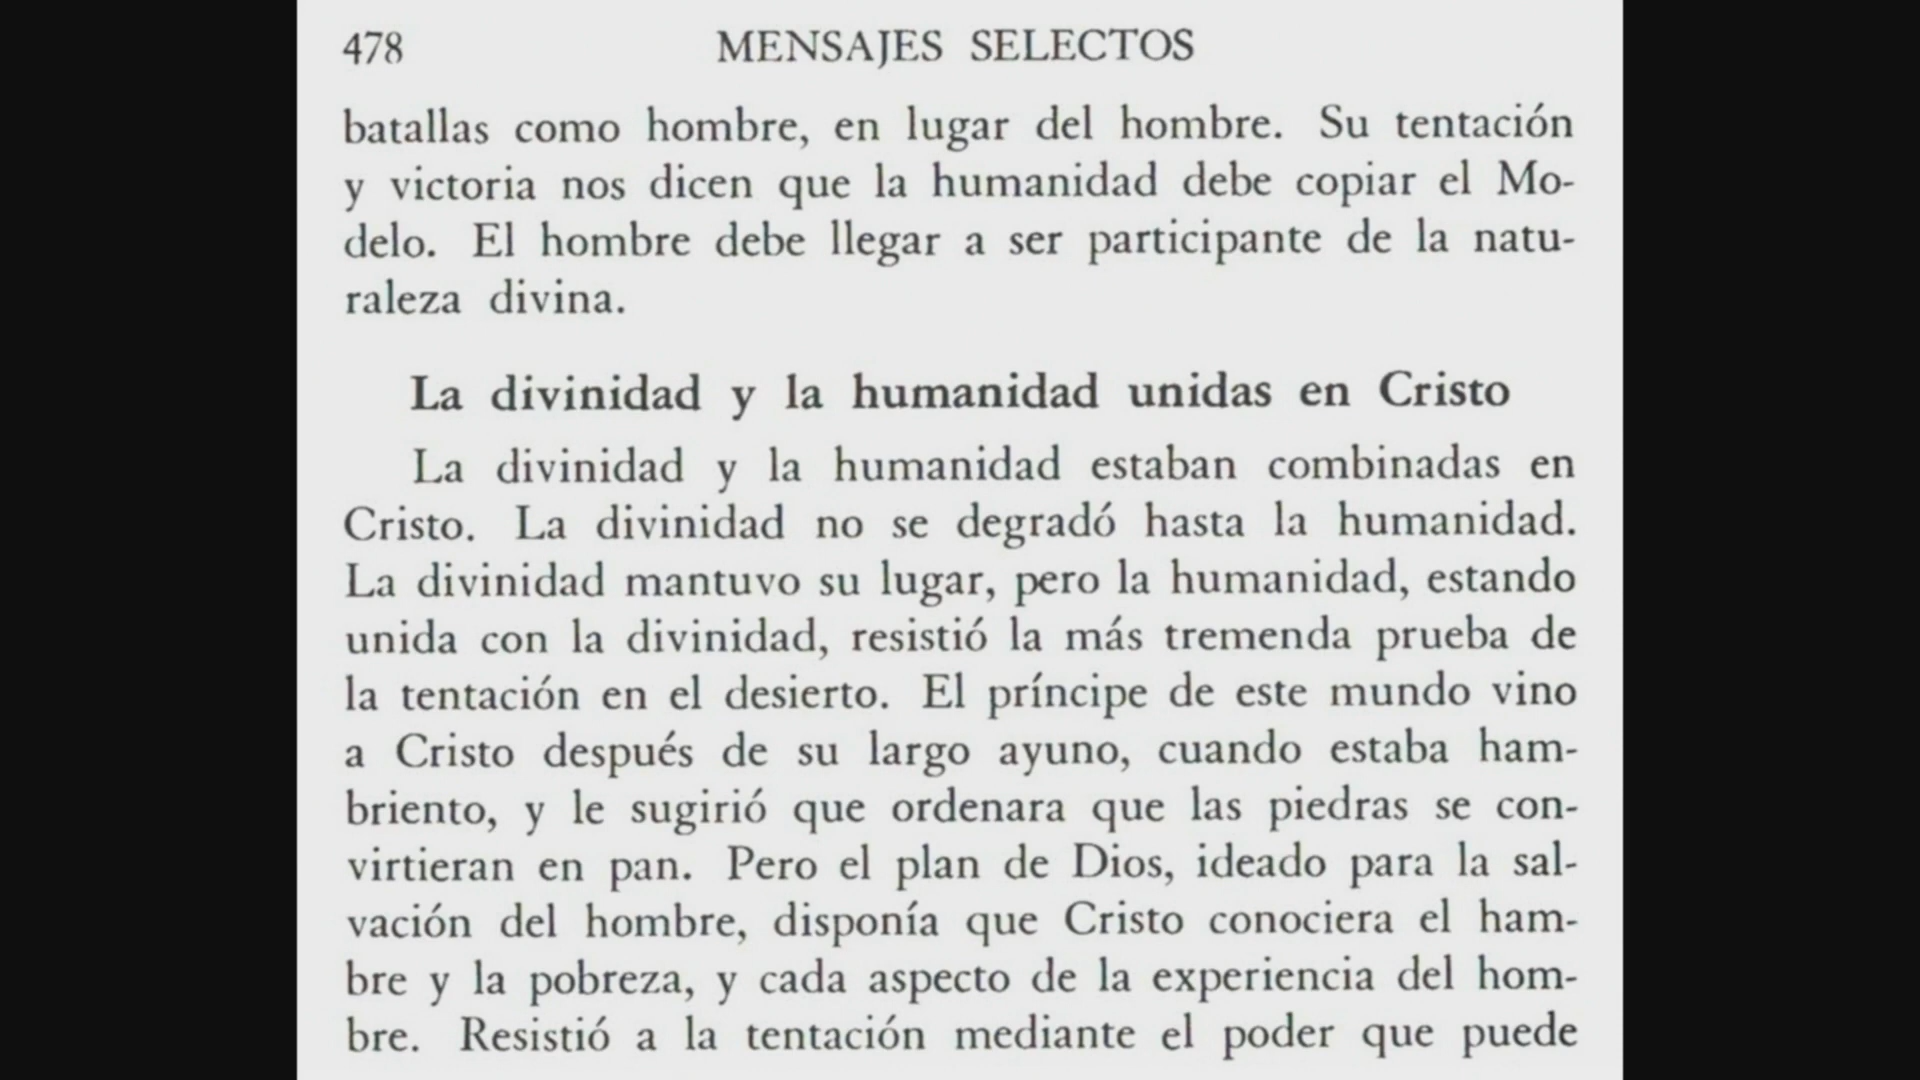 478 MENSAJES SELECTOS
batallas como hombre, en lugar del hombre. Su tentación
y victoria nos dicen que la humanidad debe copiar el Mo-
delo. El hombre debe llegar a ser participante de la natu-
raleza divina.
La divinidad y la humanidad unidas en Cristo
La divinidad y la humanidad estaban combinadas en
Cristo. La divinidad no se degradó hasta la humanidad.
La divinidad mantuvo su lugar, pero la humanidad, estando
unida con la divinidad, resistió la más tremenda prueba de
la tentación en el desierto. El príncipe de este mundo vino
a Cristo después de su largo ayuno, cuando estaba ham-
briento, y le sugirió que ordenara que las piedras se con-
virtieran en pan. Pero el plan de Dios, ideado para la sal-
vación del hombre, disponía que Cristo conociera el ham-
bre y la pobreza, y cada aspecto de la experiencia del hom-
bre. Resistió a la tentación mediante el poder que puede